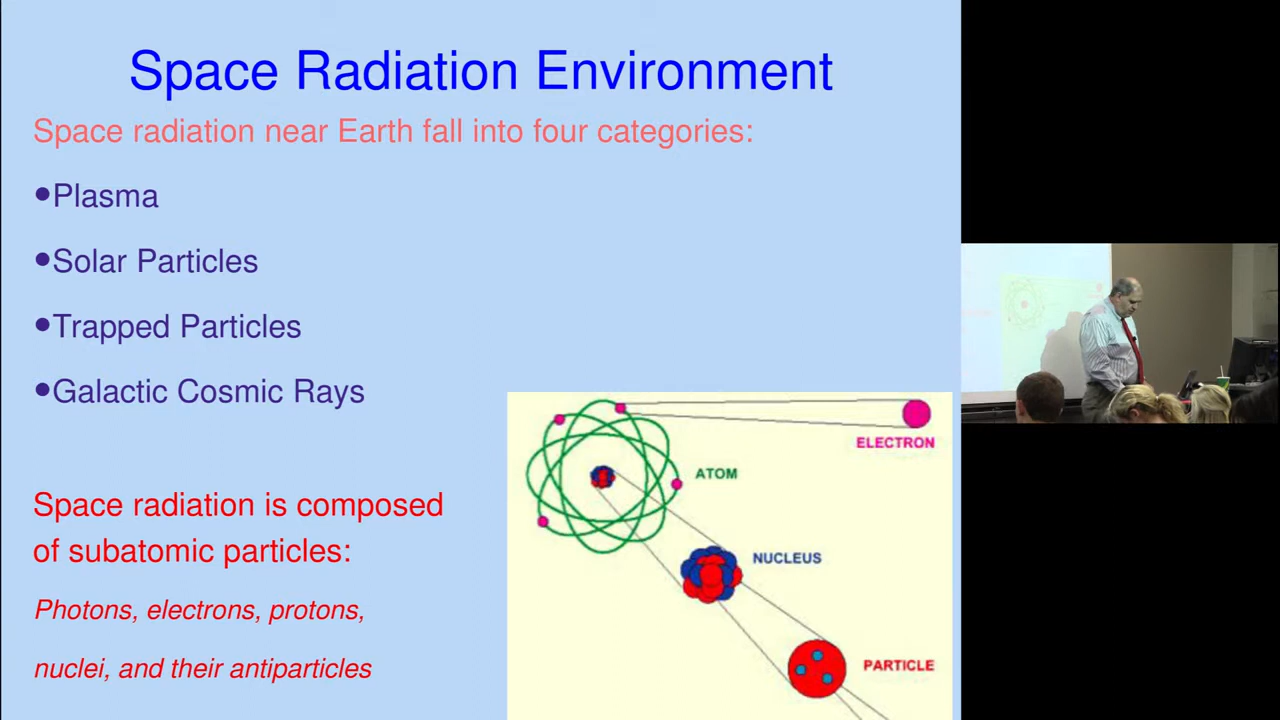 Space Radiation Environment
Space radiation near Earth fall into four categories:
•Plasma
•Solar Particles
•Trapped Particles
•Galactic Cosmic Rays
Space radiation is composed
of subatomic particles:
Photons, electrons, protons,
nuclei, and their antiparticles
ELECTRON
ATOM
NUCLEUS
PARTICLE